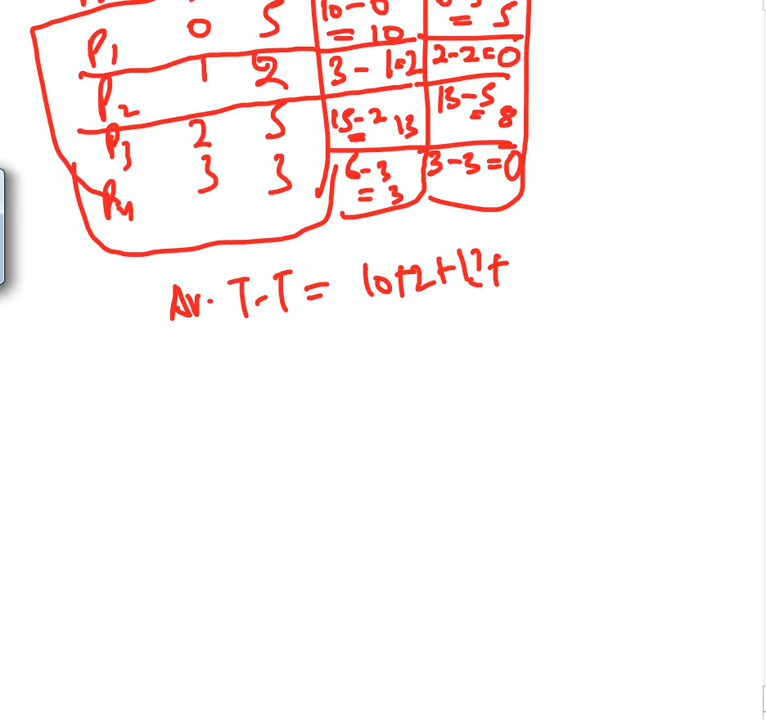 P1 0 5 10-0 = 10 = 5
P2 1 2 3-1=2 2-2=0
P3 2 5 15-2 = 13 13-5 = 8
P4 3 3 6-3 = 3 3-3=0
Av. T.T = 10+2+13+